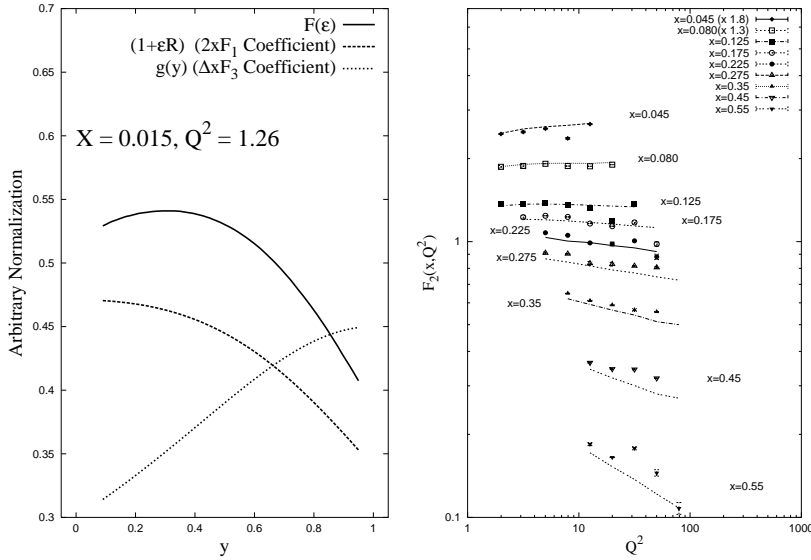 0.7
0.65
0.6
0.55
0.5
0.45
0.4
0.35
0.3
0
0.2
0.4
0.6
0.8
1
y
Arbitrary Normalization
F(ε)
(1+εR) (2xF₁ Coefficient)
g(y) (ΔxF₃ Coefficient)
X = 0.015, Q² = 1.26
1
0.1
1
10
100
1000
Q²
F₂(x,Q²)
x=0.045 (x 1.8)
x=0.080(x 1.3)
x=0.125
x=0.175
x=0.225
x=0.275
x=0.35
x=0.45
x=0.55
x=0.045
x=0.080
x=0.125
x=0.175
x=0.225
x=0.275
x=0.35
x=0.45
x=0.55